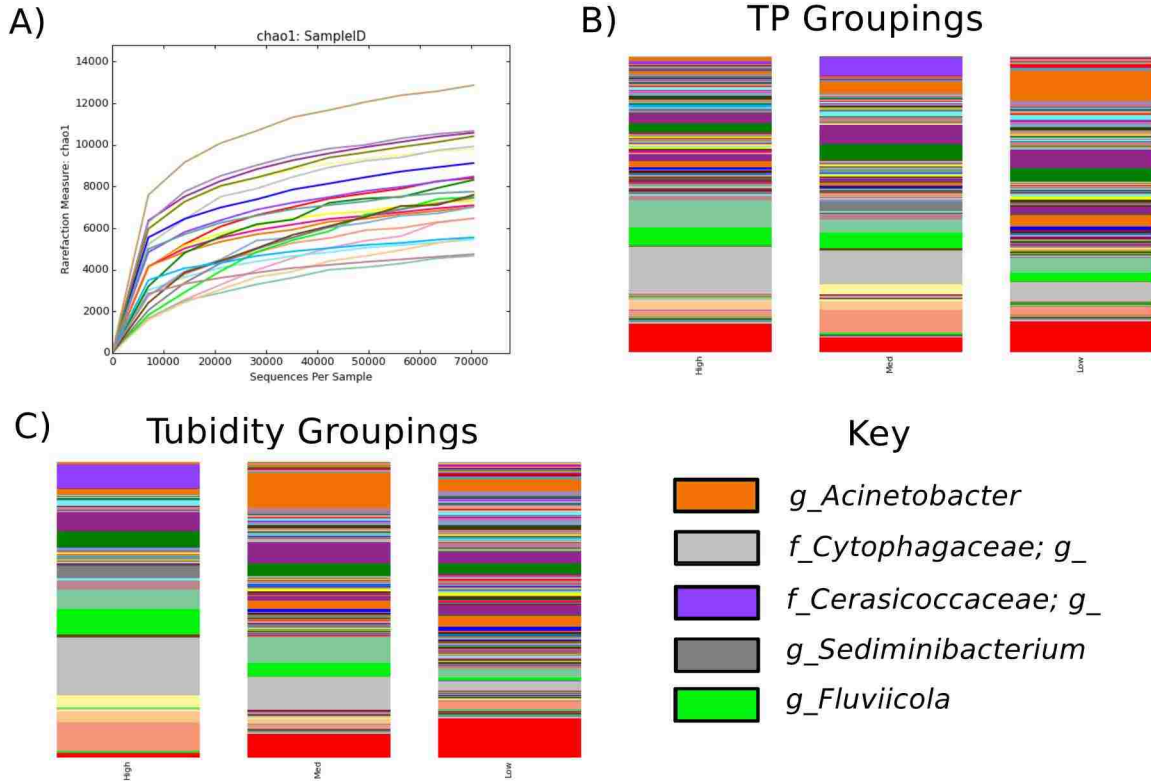 A)
chao1: SampleID
14000
12000
10000
8000
6000
4000
2000
0
Rarefaction Measure: chao1
0 10000 20000 30000 40000 50000 60000 70000
Sequences Per Sample
B)
TP Groupings
High Med Low
C)
Tubidity Groupings
High Med Low
Key
g_Acinetobacter
f_Cytophagaceae; g_
f_Cerasicoccaceae; g_
g_Sediminibacterium
g_Fluviicola